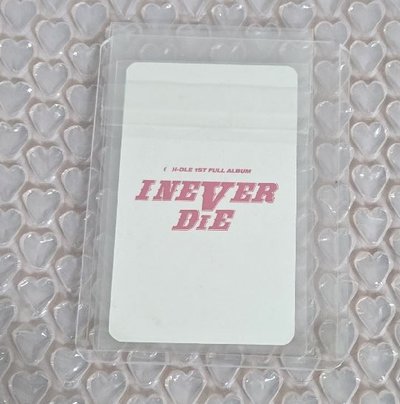 ( )I-DLE 1ST FULL ALBUM
I NEVER
DiE